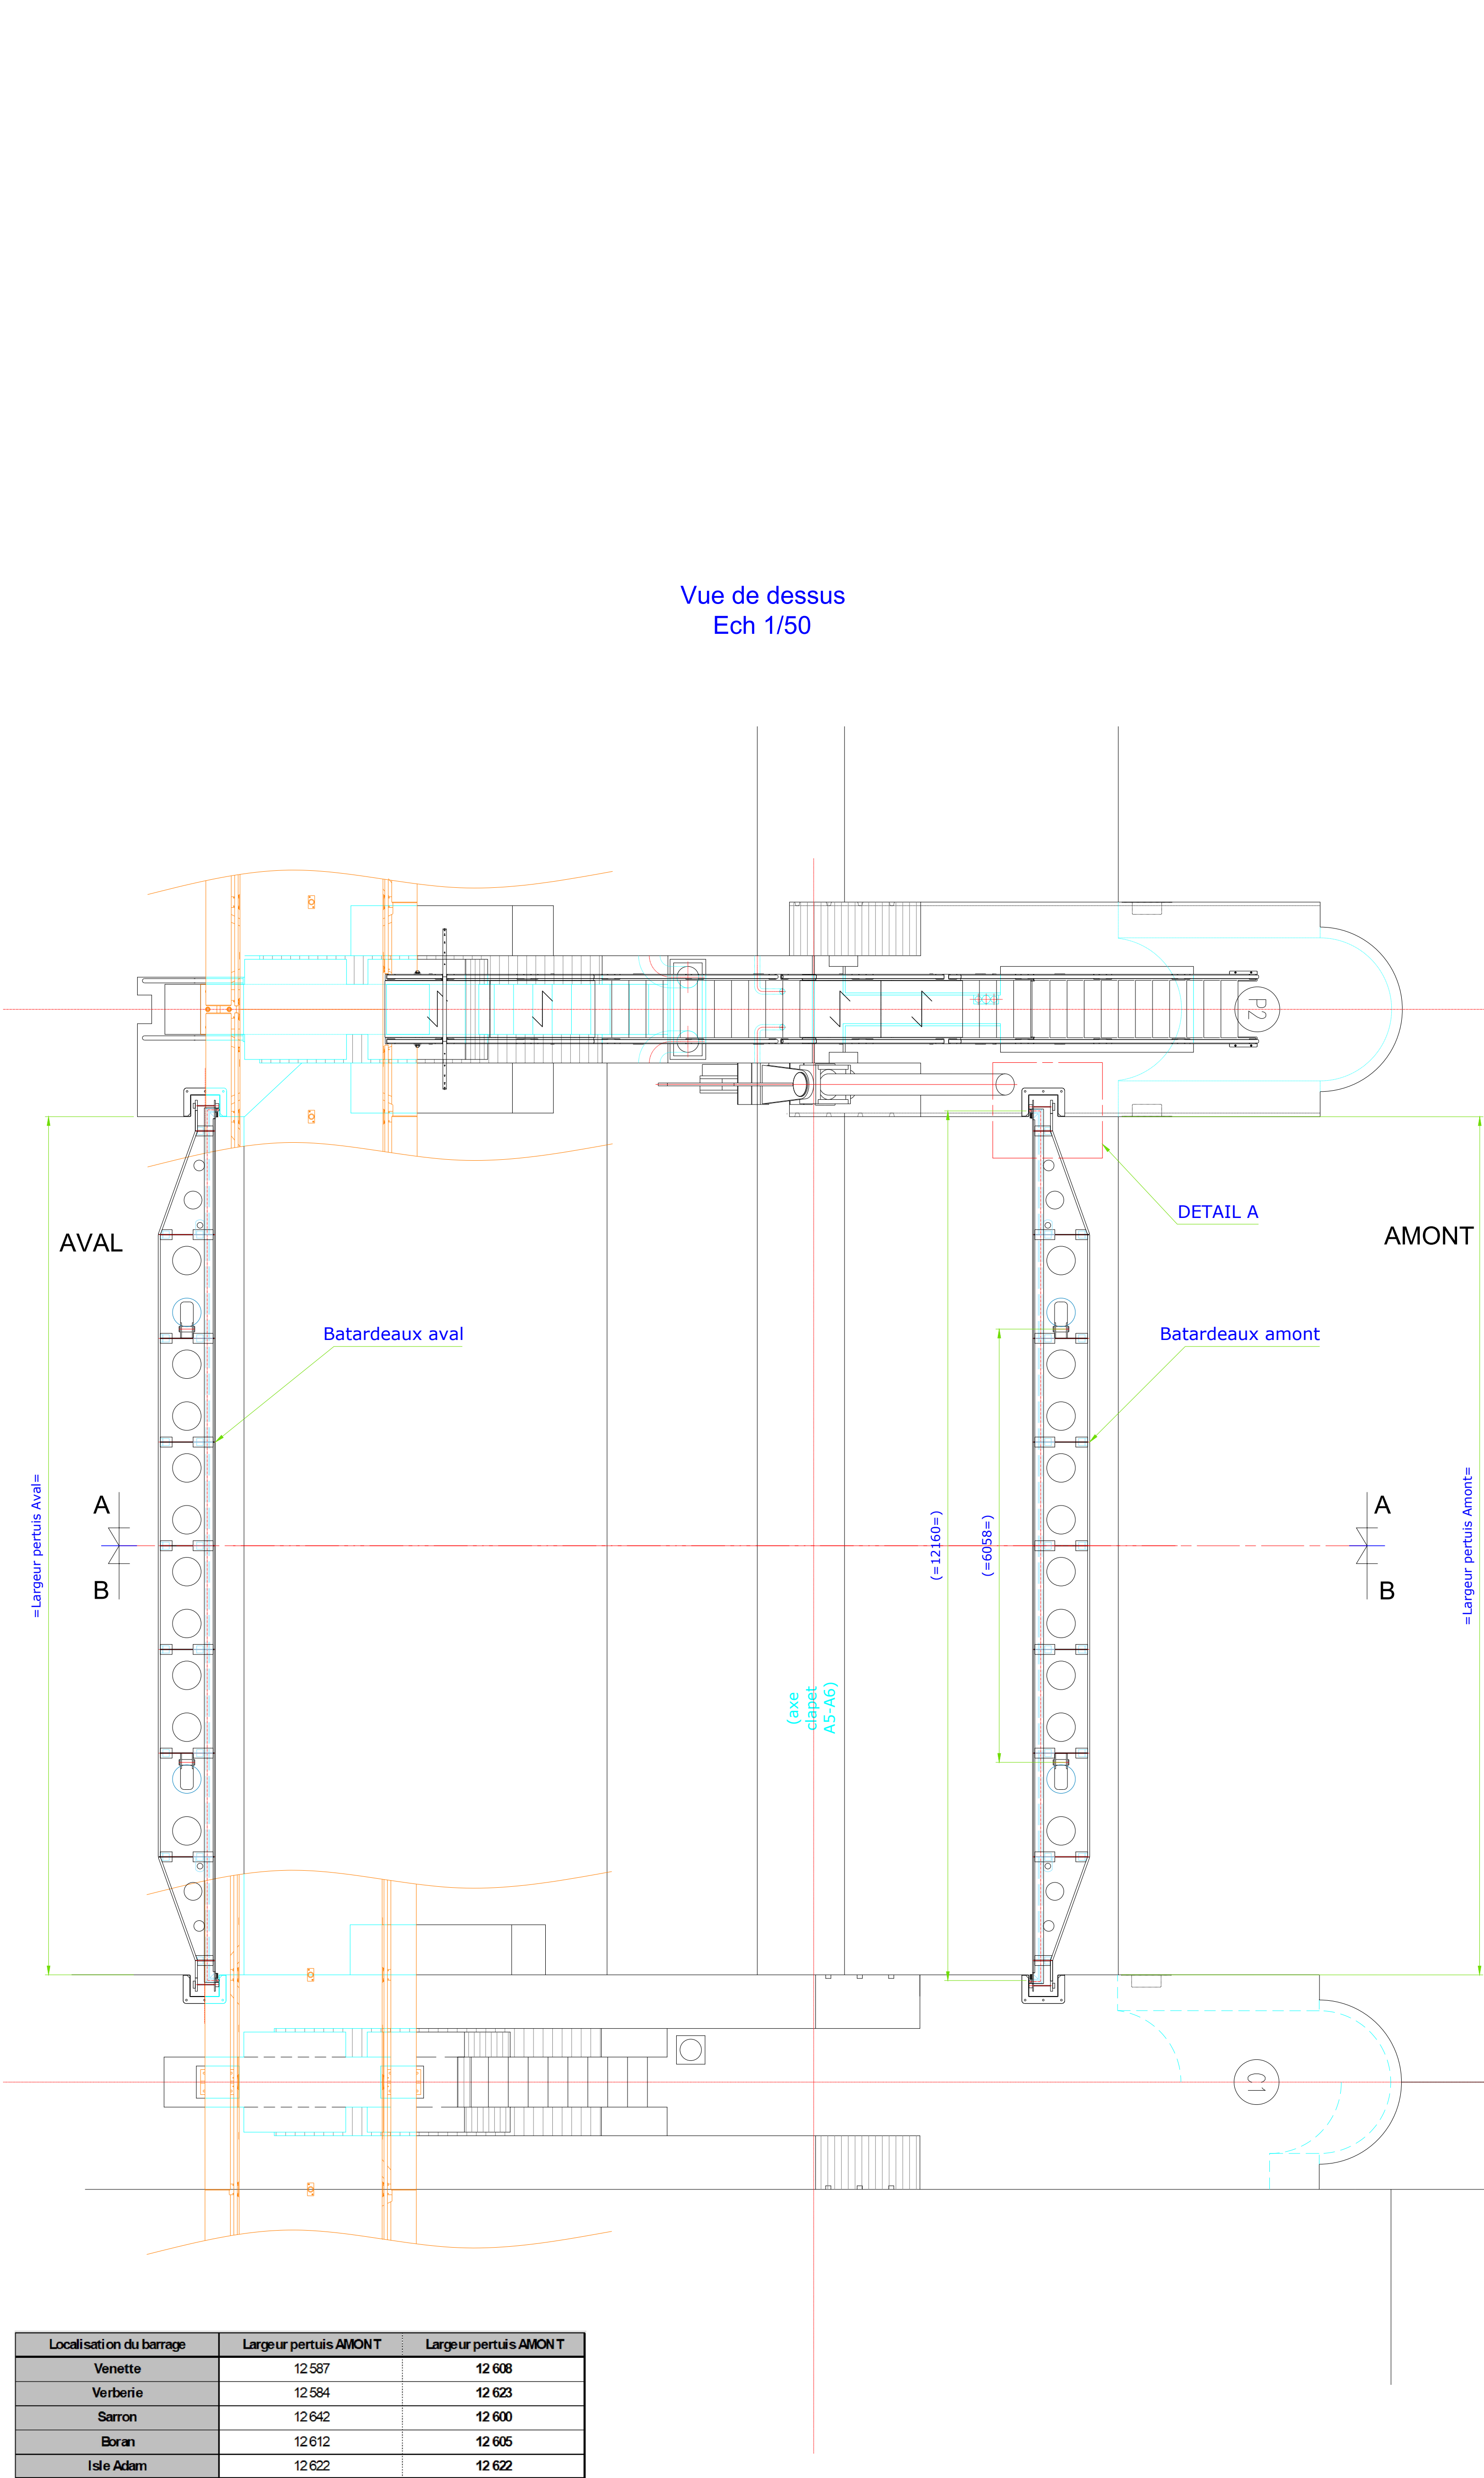 Vue de dessus
Ech 1/50
P2
DETAIL A
AVAL
AMONT
Batardeaux aval
Batardeaux amont
=Largeur pertuis Aval=
A
B
(=12160=)
(=6058=)
A
B
=Largeur pertuis Amont=
(axe
clapet
A5-A6)
C1
Localisation du barrage Largeur pertuis AMONT Largeur pertuis AMONT
Venette 12 587 12 608
Verberie 12 584 12 623
Sarron 12 642 12 600
Boran 12 612 12 605
Isle Adam 12 622 12 622